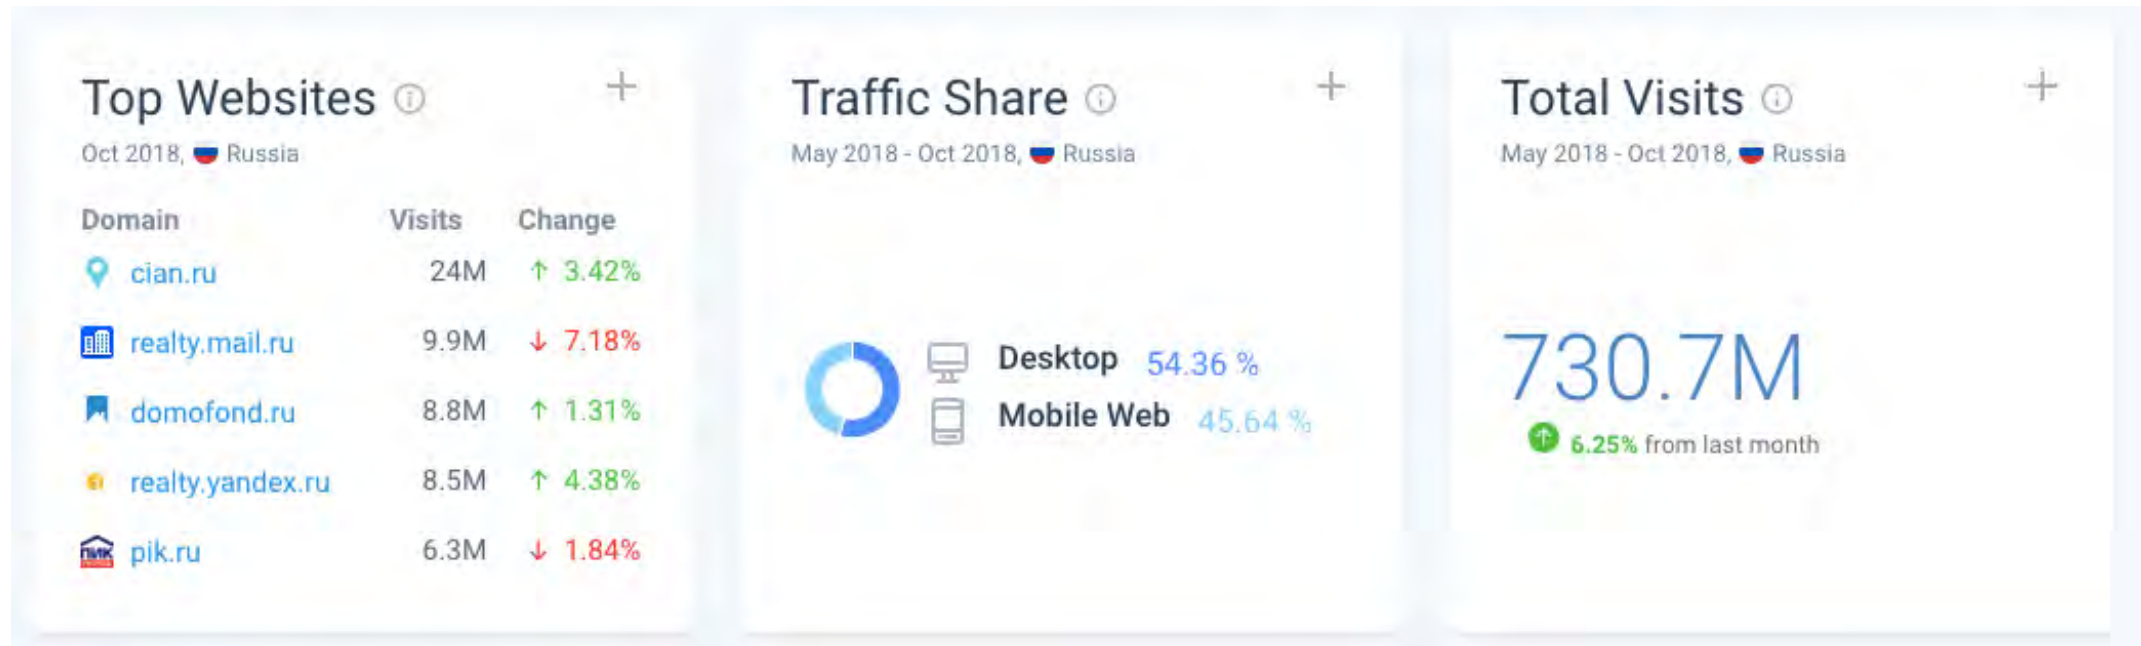 Top Websites
Oct 2018, Russia
Domain Visits Change
cian.ru 24M ↑ 3.42%
realty.mail.ru 9.9M ↓ 7.18%
domofond.ru 8.8M ↑ 1.31%
realty.yandex.ru 8.5M ↑ 4.38%
ПИК pik.ru 6.3M ↓ 1.84%
Traffic Share
May 2018 - Oct 2018, Russia
Desktop 54.36 %
Mobile Web 45.64 %
Total Visits
May 2018 - Oct 2018, Russia
730.7M
6.25% from last month